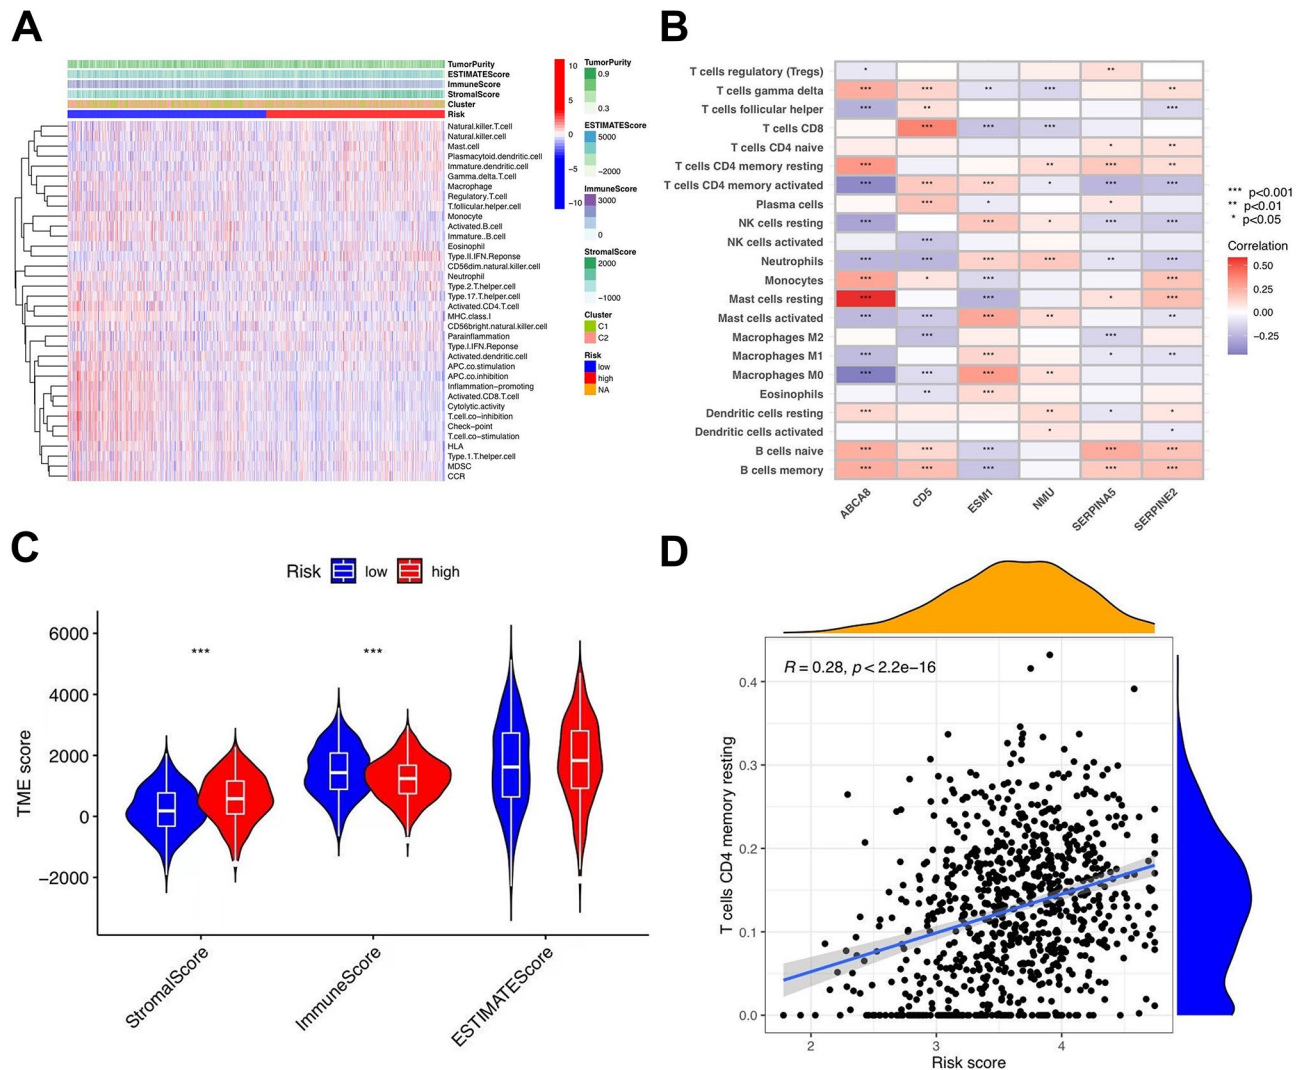 A
TumorPurity
ESTIMATEScore
ImmuneScore
StromalScore
Cluster
Risk
Natural.killer.T.cell
Natural.killer.cell
Mast.cell
Plasmacytoid.dendritic.cell
Immature.dendritic.cell
Gamma.delta.T.cell
Macrophage
Regulatory.T.cell
T.follicular.helper.cell
Monocyte
Activated.B.cell
Immature..B.cell
Eosinophil
Type.II.IFN.Reponse
CD56dim.natural.killer.cell
Neutrophil
Type.2.T.helper.cell
Type.17.T.helper.cell
Activated.CD4.T.cell
MHC.class.I
CD56bright.natural.killer.cell
Parainflammation
Type.I.IFN.Reponse
Activated.dendritic.cell
APC.co.stimulation
APC.co.inhibition
Inflammation-promoting
Activated.CD8.T.cell
Cytolytic.activity
T.cell.co-inhibition
Check-point
T.cell.co-stimulation
HLA
Type.1.T.helper.cell
MDSC
CCR
10
5
0
−5
−10
TumorPurity
0.9
0.3
ESTIMATEScore
5000
−2000
ImmuneScore
3000
0
StromalScore
2000
−1000
Cluster
C1
C2
Risk
low
high
NA
B
T cells regulatory (Tregs) * **
T cells gamma delta *** *** ** *** **
T cells follicular helper *** ** ***
T cells CD8 *** *** ***
T cells CD4 naive * **
T cells CD4 memory resting *** ** *** **
T cells CD4 memory activated *** *** *** * *** ***
Plasma cells *** * *
NK cells resting *** *** * *** ***
NK cells activated ***
Neutrophils *** *** *** *** ** ***
Monocytes *** * *** ***
Mast cells resting *** *** * ***
Mast cells activated *** *** *** ** **
Macrophages M2 *** ***
Macrophages M1 *** *** * **
Macrophages M0 *** *** *** **
Eosinophils ** ***
Dendritic cells resting *** ** * *
Dendritic cells activated * *
B cells naive *** *** *** *** ***
B cells memory *** *** *** *** ***
ABCA8 CD5 ESM1 NMU SERPINA5 SERPINE2
*** p<0.001
** p<0.01
* p<0.05
Correlation
0.50
0.25
0.00
−0.25
C
Risk low high
TME score
6000
4000
2000
0
−2000
*** ***
StromalScore ImmuneScore ESTIMATEScore
D
R = 0.28, p < 2.2e−16
T cells CD4 memory resting
0.4
0.3
0.2
0.1
0.0
2 3 4
Risk score